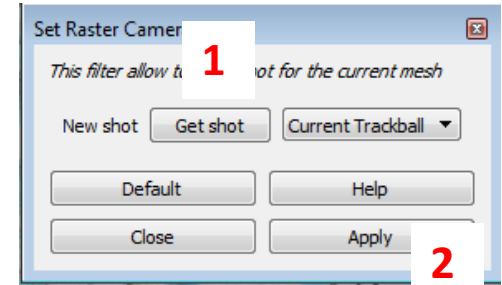 Set Raster Camer
1
This filter allow to ot for the current mesh
New shot Get shot Current Trackball
Default Help
Close Apply
2